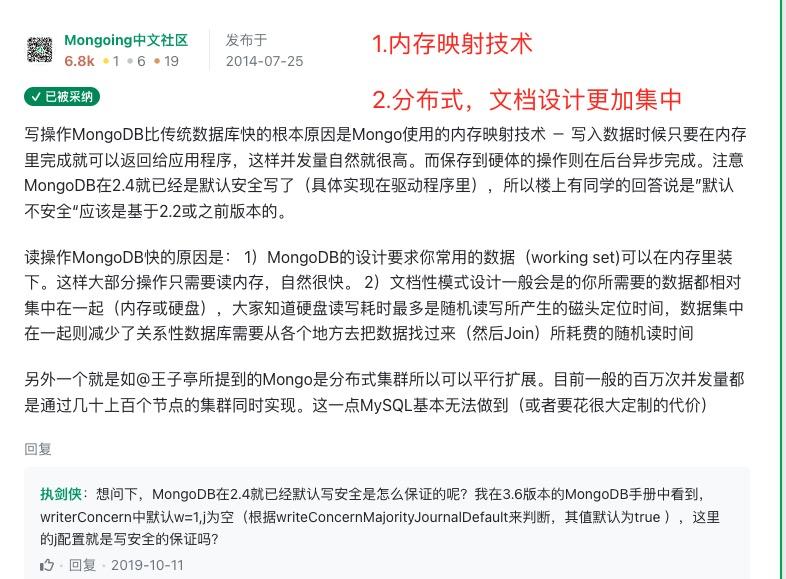 Mongoing中文社区
发布于
1.内存映射技术
6.8k 1 6 19
2014-07-25
已被采纳
2.分布式，文档设计更加集中
写操作MongoDB比传统数据库快的根本原因是Mongo使用的内存映射技术 － 写入数据时候只要在内存
里完成就可以返回给应用程序，这样并发量自然就很高。而保存到硬体的操作则在后台异步完成。注意
MongoDB在2.4就已经是默认安全写了（具体实现在驱动程序里），所以楼上有同学的回答说是”默认
不安全“应该是基于2.2或之前版本的。
读操作MongoDB快的原因是： 1）MongoDB的设计要求你常用的数据（working set)可以在内存里装
下。这样大部分操作只需要读内存，自然很快。 2）文档性模式设计一般会是的你所需要的数据都相对
集中在一起（内存或硬盘），大家知道硬盘读写耗时最多是随机读写所产生的磁头定位时间，数据集中
在一起则减少了关系性数据库需要从各个地方去把数据找过来（然后Join）所耗费的随机读时间
另外一个就是如@王子亭所提到的Mongo是分布式集群所以可以平行扩展。目前一般的百万次并发量都
是通过几十上百个节点的集群同时实现。这一点MySQL基本无法做到（或者要花很大定制的代价）
回复
执剑侠：想问下，MongoDB在2.4就已经默认写安全是怎么保证的呢？我在3.6版本的MongoDB手册中看到，
writerConcern中默认w=1,j为空（根据writeConcernMajorityJournalDefault来判断，其值默认为true ），这里
的j配置就是写安全的保证吗?
· 回复 · 2019-10-11